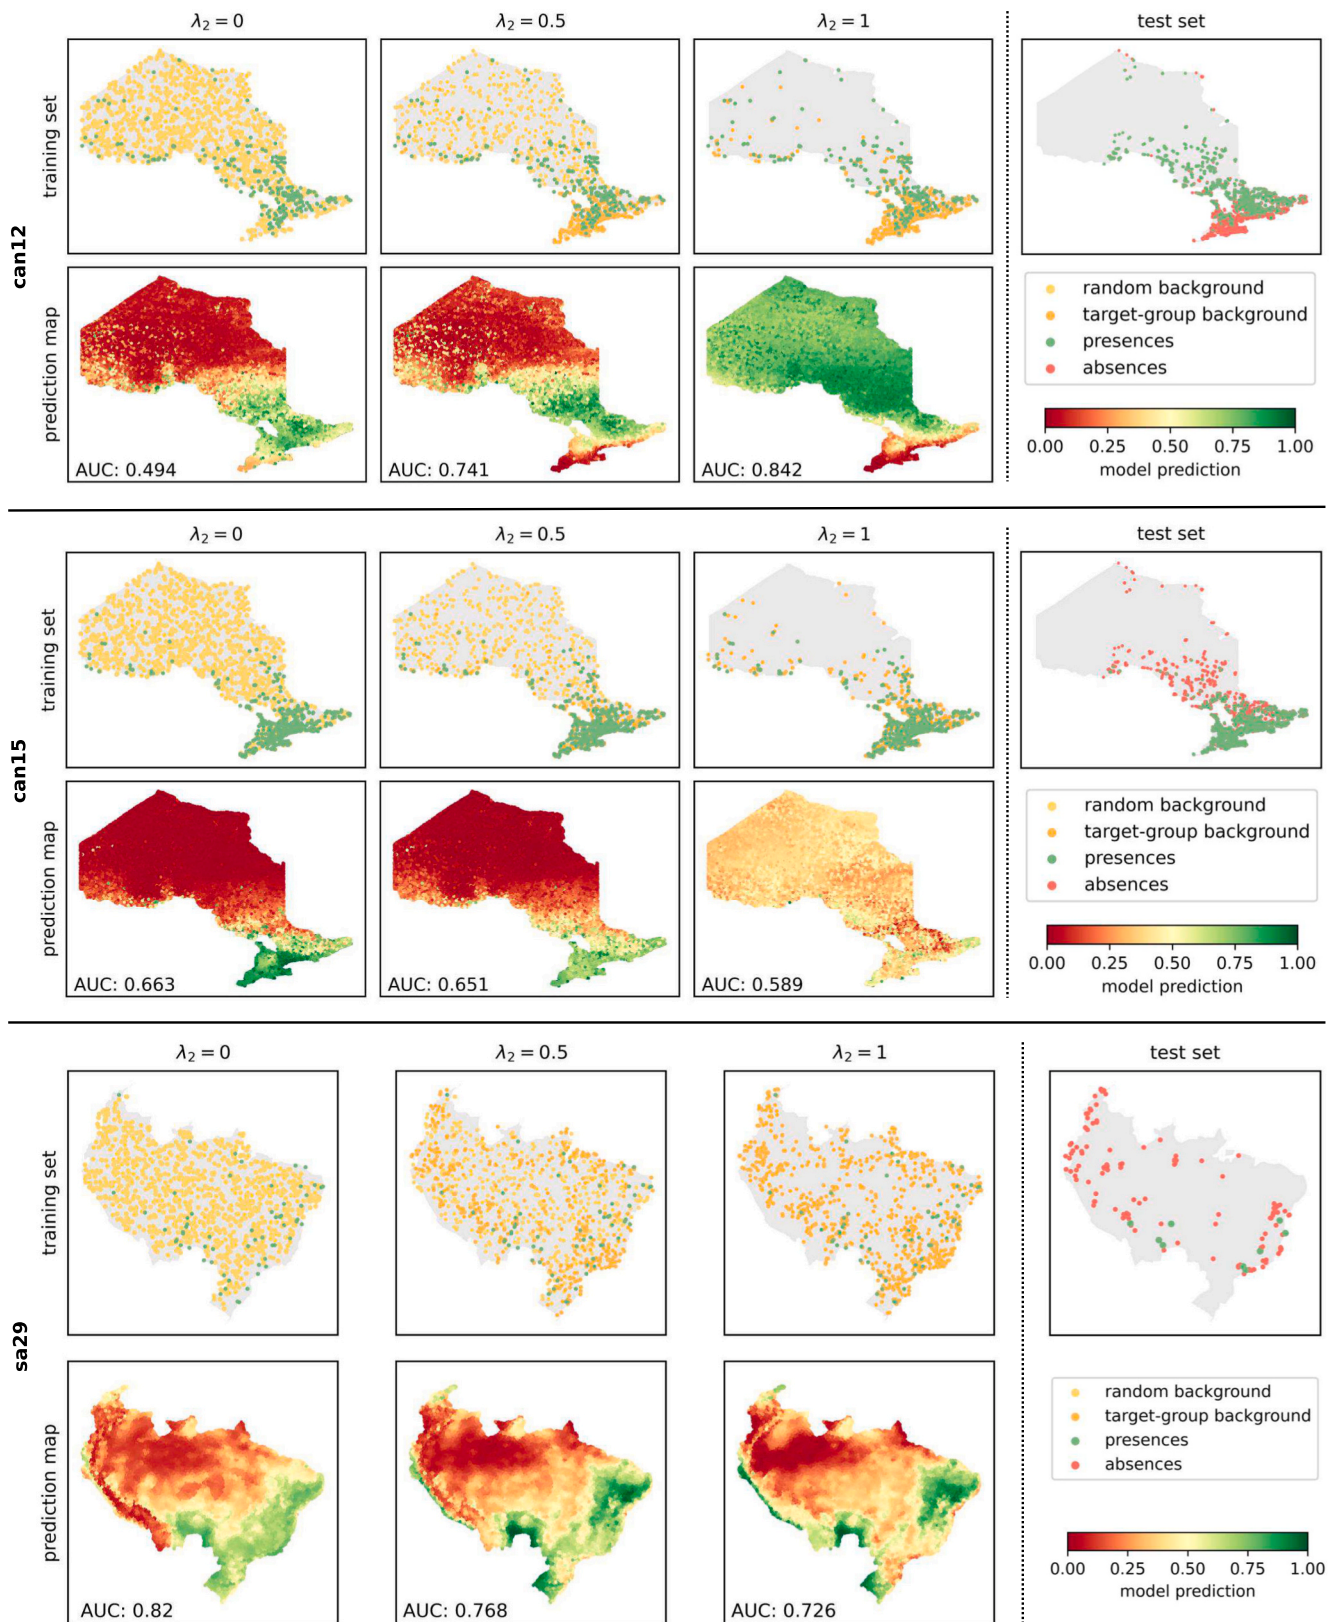 λ₂ = 0
λ₂ = 0.5
λ₂ = 1
test set
can12
training set
random background
target-group background
presences
absences
prediction map
AUC: 0.494
AUC: 0.741
AUC: 0.842
0.00 0.25 0.50 0.75 1.00
model prediction
λ₂ = 0
λ₂ = 0.5
λ₂ = 1
test set
can15
training set
random background
target-group background
presences
absences
prediction map
AUC: 0.663
AUC: 0.651
AUC: 0.589
0.00 0.25 0.50 0.75 1.00
model prediction
λ₂ = 0
λ₂ = 0.5
λ₂ = 1
test set
sa29
training set
random background
target-group background
presences
absences
prediction map
0.00 0.25 0.50 0.75 1.00
model prediction
AUC: 0.82
AUC: 0.768
AUC: 0.726